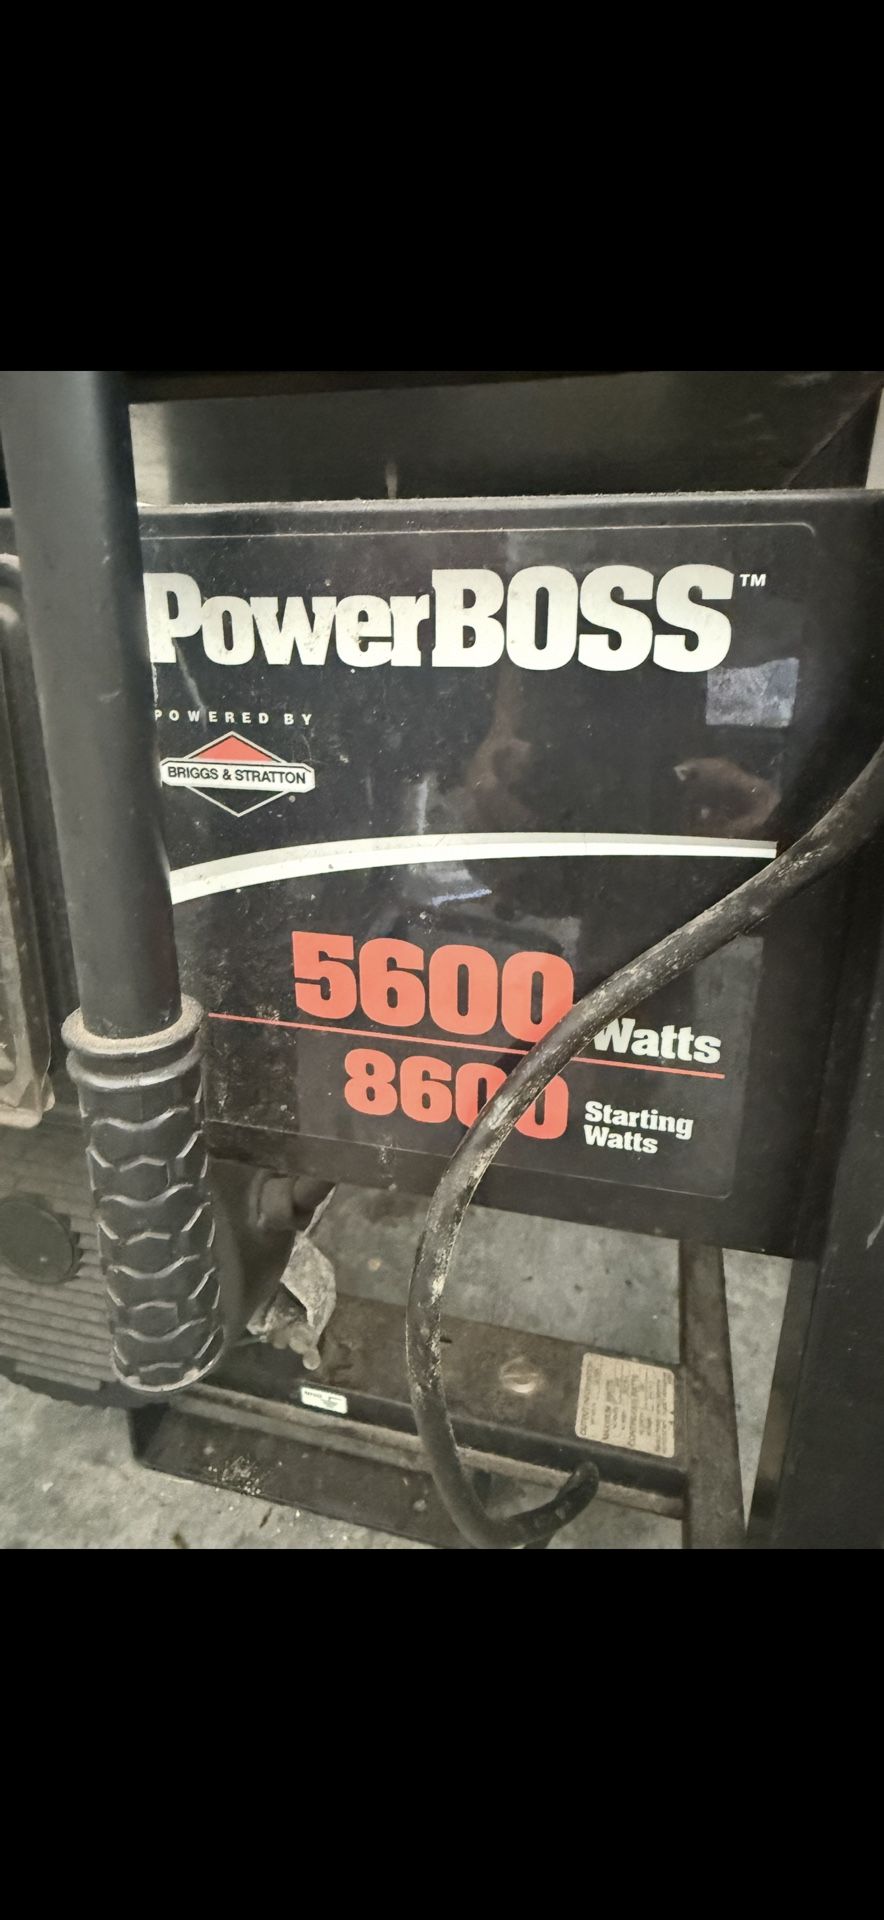 PowerBOSS™
POWERED BY
BRIGGS & STRATTON
5600 Watts
8600 Starting
Watts